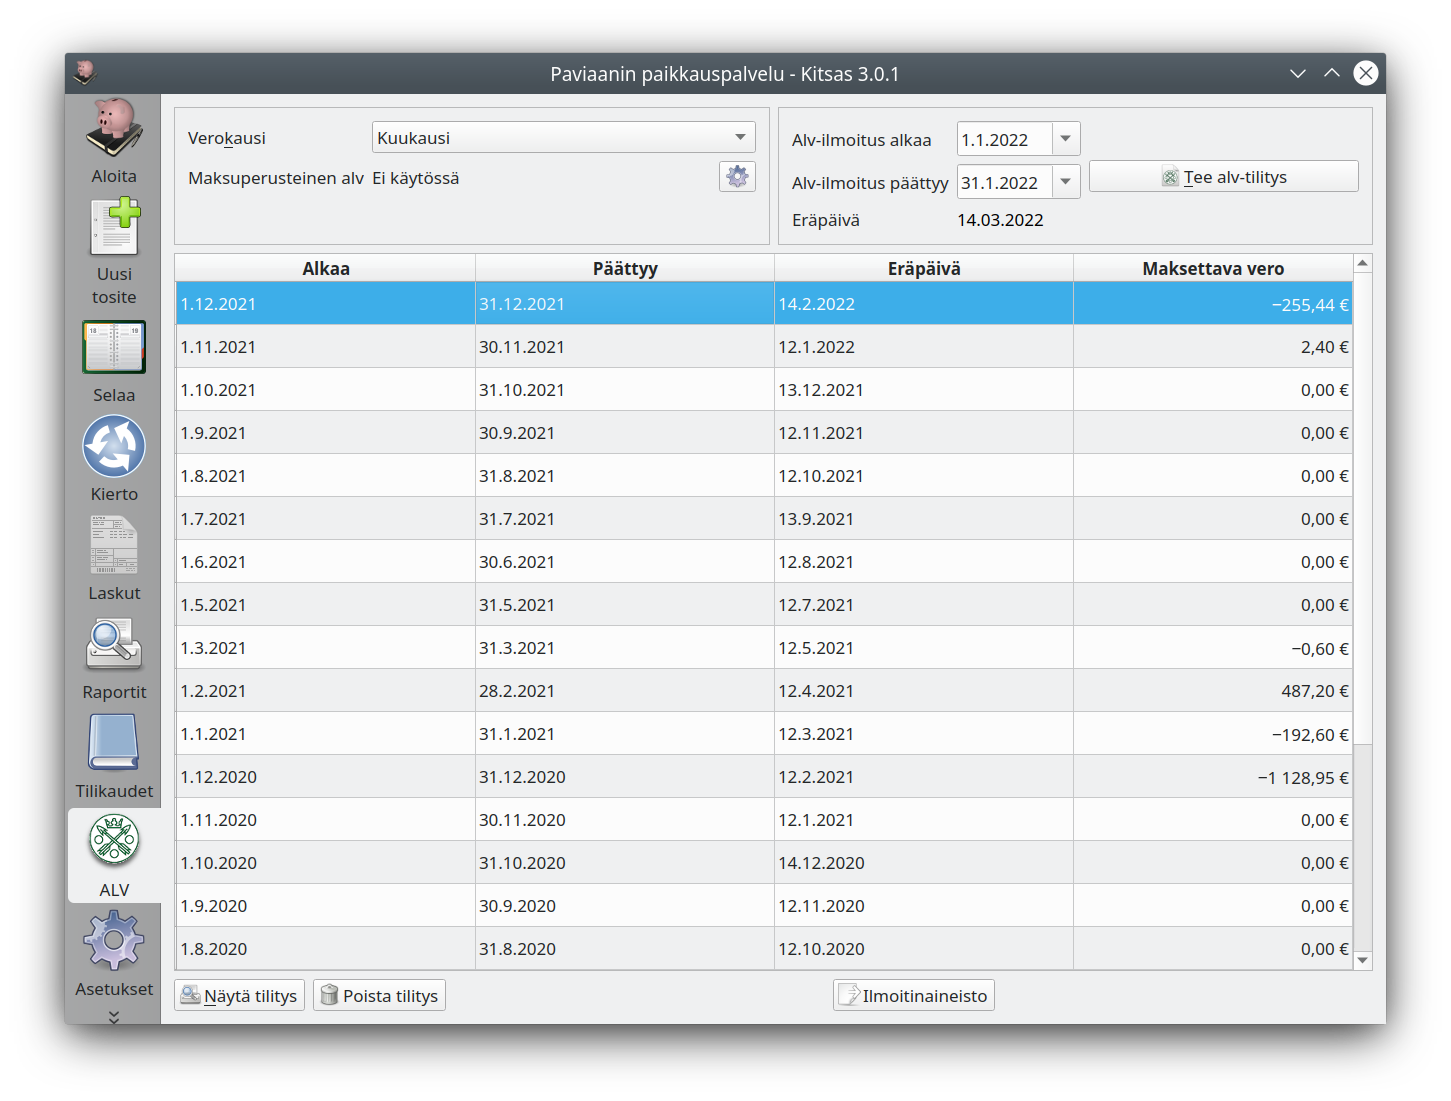 Paviaanin paikkauspalvelu - Kitsas 3.0.1
Aloita
Uusi
tosite
Selaa
Kierto
Laskut
Raportit
Tilikaudet
ALV
Asetukset
Verokausi Kuukausi
Maksuperusteinen alv Ei käytössä
Alv-ilmoitus alkaa 1.1.2022
Alv-ilmoitus päättyy 31.1.2022
Tee alv-tilitys
Eräpäivä 14.03.2022
Alkaa Päättyy Eräpäivä Maksettava vero
1.12.2021 31.12.2021 14.2.2022 −255,44 €
1.11.2021 30.11.2021 12.1.2022 2,40 €
1.10.2021 31.10.2021 13.12.2021 0,00 €
1.9.2021 30.9.2021 12.11.2021 0,00 €
1.8.2021 31.8.2021 12.10.2021 0,00 €
1.7.2021 31.7.2021 13.9.2021 0,00 €
1.6.2021 30.6.2021 12.8.2021 0,00 €
1.5.2021 31.5.2021 12.7.2021 0,00 €
1.3.2021 31.3.2021 12.5.2021 −0,60 €
1.2.2021 28.2.2021 12.4.2021 487,20 €
1.1.2021 31.1.2021 12.3.2021 −192,60 €
1.12.2020 31.12.2020 12.2.2021 −1 128,95 €
1.11.2020 30.11.2020 12.1.2021 0,00 €
1.10.2020 31.10.2020 14.12.2020 0,00 €
1.9.2020 30.9.2020 12.11.2020 0,00 €
1.8.2020 31.8.2020 12.10.2020 0,00 €
Näytä tilitys Poista tilitys Ilmoitinaineisto